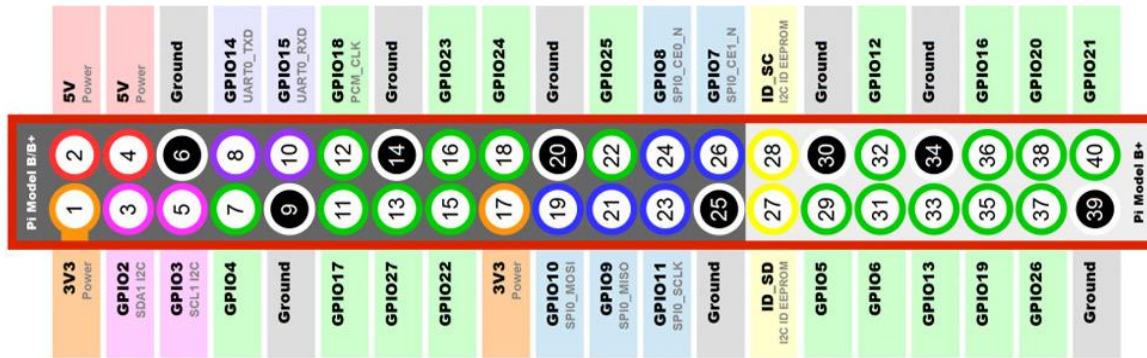 5V
Power
5V
Power
Ground
GPIO14
UART0_TXD
GPIO15
UART0_RXD
GPIO18
PCM_CLK
Ground
GPIO23
GPIO24
Ground
GPIO25
GPIO8
SPI0_CE0_N
GPIO7
SPI0_CE1_N
ID_SC
I2C ID EEPROM
Ground
GPIO12
Ground
GPIO16
GPIO20
GPIO21
Pi Model B/B+
2
4
6
8
10
12
14
16
18
20
22
24
26
28
30
32
34
36
38
40
1
3
5
7
9
11
13
15
17
19
21
23
25
27
29
31
33
35
37
39
Pi Model B+
3V3
Power
GPIO2
SDA1 I2C
GPIO3
SCL1 I2C
GPIO4
Ground
GPIO17
GPIO27
GPIO22
3V3
Power
GPIO10
SPI0_MOSI
GPIO9
SPI0_MISO
GPIO11
SPI0_SCLK
Ground
ID_SD
I2C ID EEPROM
GPIO5
GPIO6
GPIO13
GPIO19
GPIO26
Ground